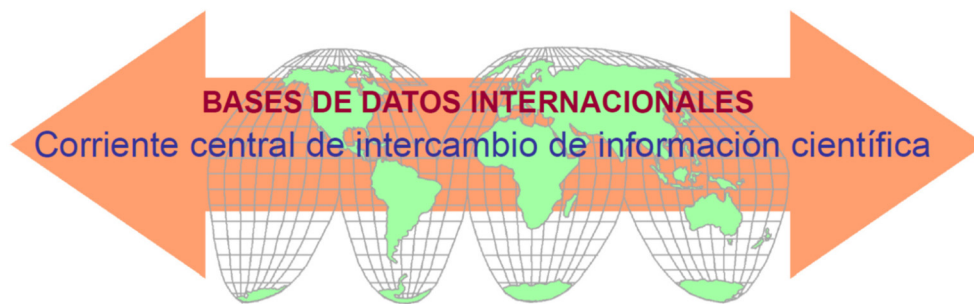 BASES DE DATOS INTERNACIONALES
Corriente central de intercambio de información científica